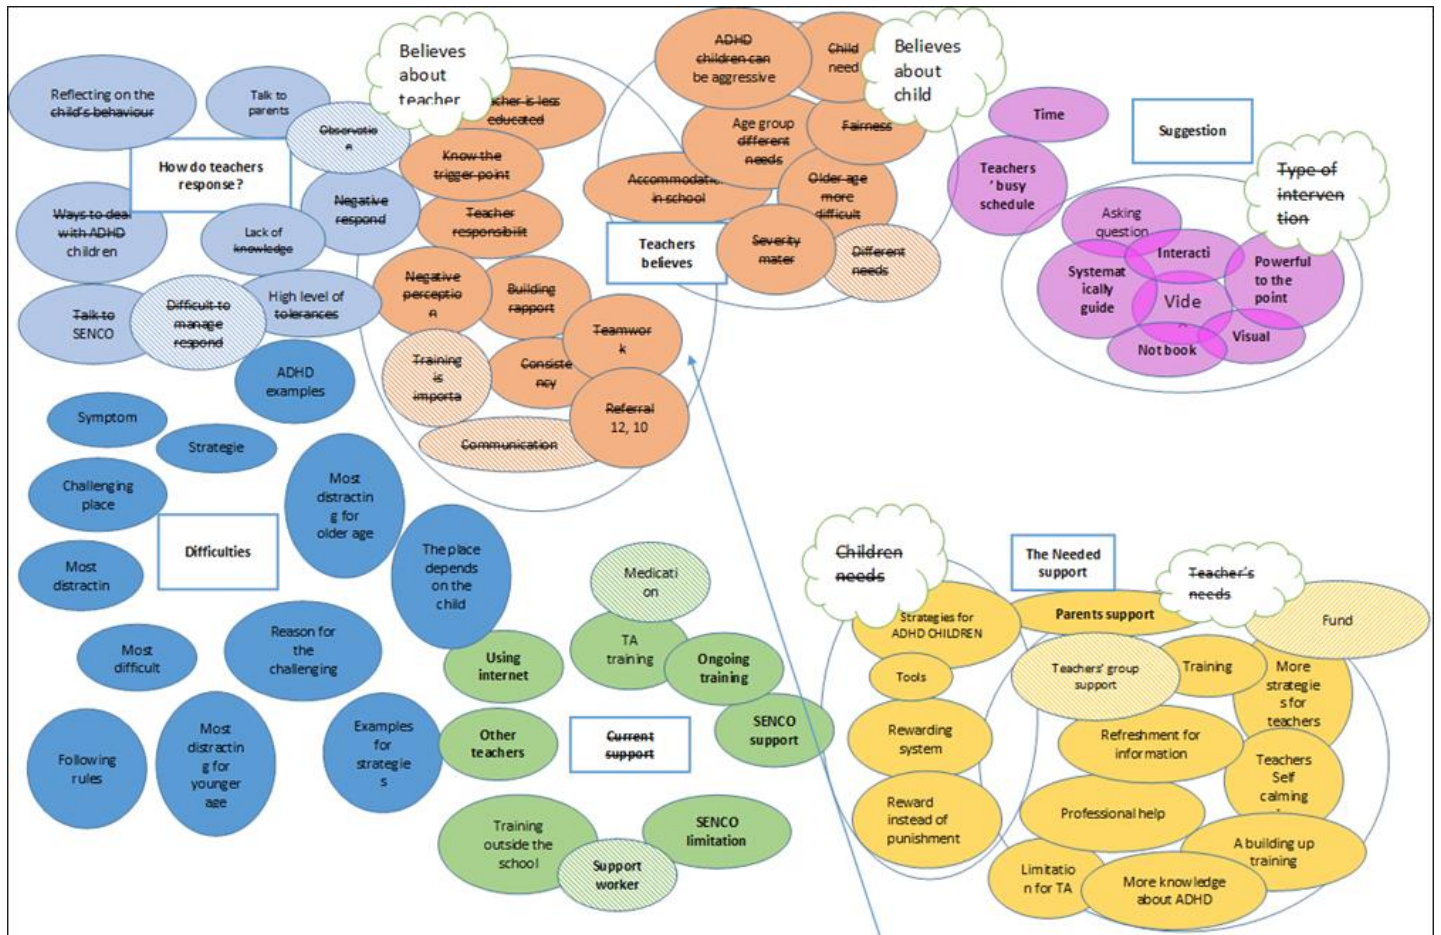 Believes
about
teacher
Believes
about
child
ADHD
children can
be aggressive
Child
need
Reflecting on the
child's behaviour
Talk to
parents
Observatio
n
How do teachers
response?
cher is less
educated
Know the
trigger point
Age group
different
needs
Fairness
Time
Suggestion
Type of
interven
tion
Teachers
' busy
schedule
Ways to deal
with ADHD
children
Negative
respond
Lack of
knowledge
Teacher
responsibilit
Accommodatio
in school
Older age
more
difficult
Asking
question
Teachers
believes
Severity
mater
Different
needs
Interacti
Systemat
ically
guide
Powerful
to the
point
Vide
Visual
Not book
Talk to
SENCO
Difficult to
manage
respond
High level of
tolerances
Negative
perceptio
n
Building
rapport
Teamwor
k
Training
is
importa
Consiste
ncy
Referral
12, 10
Communication
ADHD
examples
Symptom
Strategie
Challenging
place
Most
distractin
g for
older age
Difficulties
Most
distractin
The place
depends
on the
child
Most
difficult
Reason for
the
challenging
Following
rules
Most
distractin
g for
younger
age
Examples
for
strategie
s
Medicati
on
Using
internet
TA
training
Ongoing
training
Other
teachers
Current
support
SENCO
support
Training
outside the
school
SENCO
limitation
Support
worker
Children
needs
The Needed
support
Teacher's
needs
Strategies for
ADHD CHILDREN
Parents support
Fund
Tools
Teachers' group
support
Training
More
strategie
s for
teachers
Rewarding
system
Refreshment for
information
Teachers
Self
calming
Reward
instead of
punishment
Professional help
A building up
training
Limitatio
n for TA
More knowledge
about ADHD